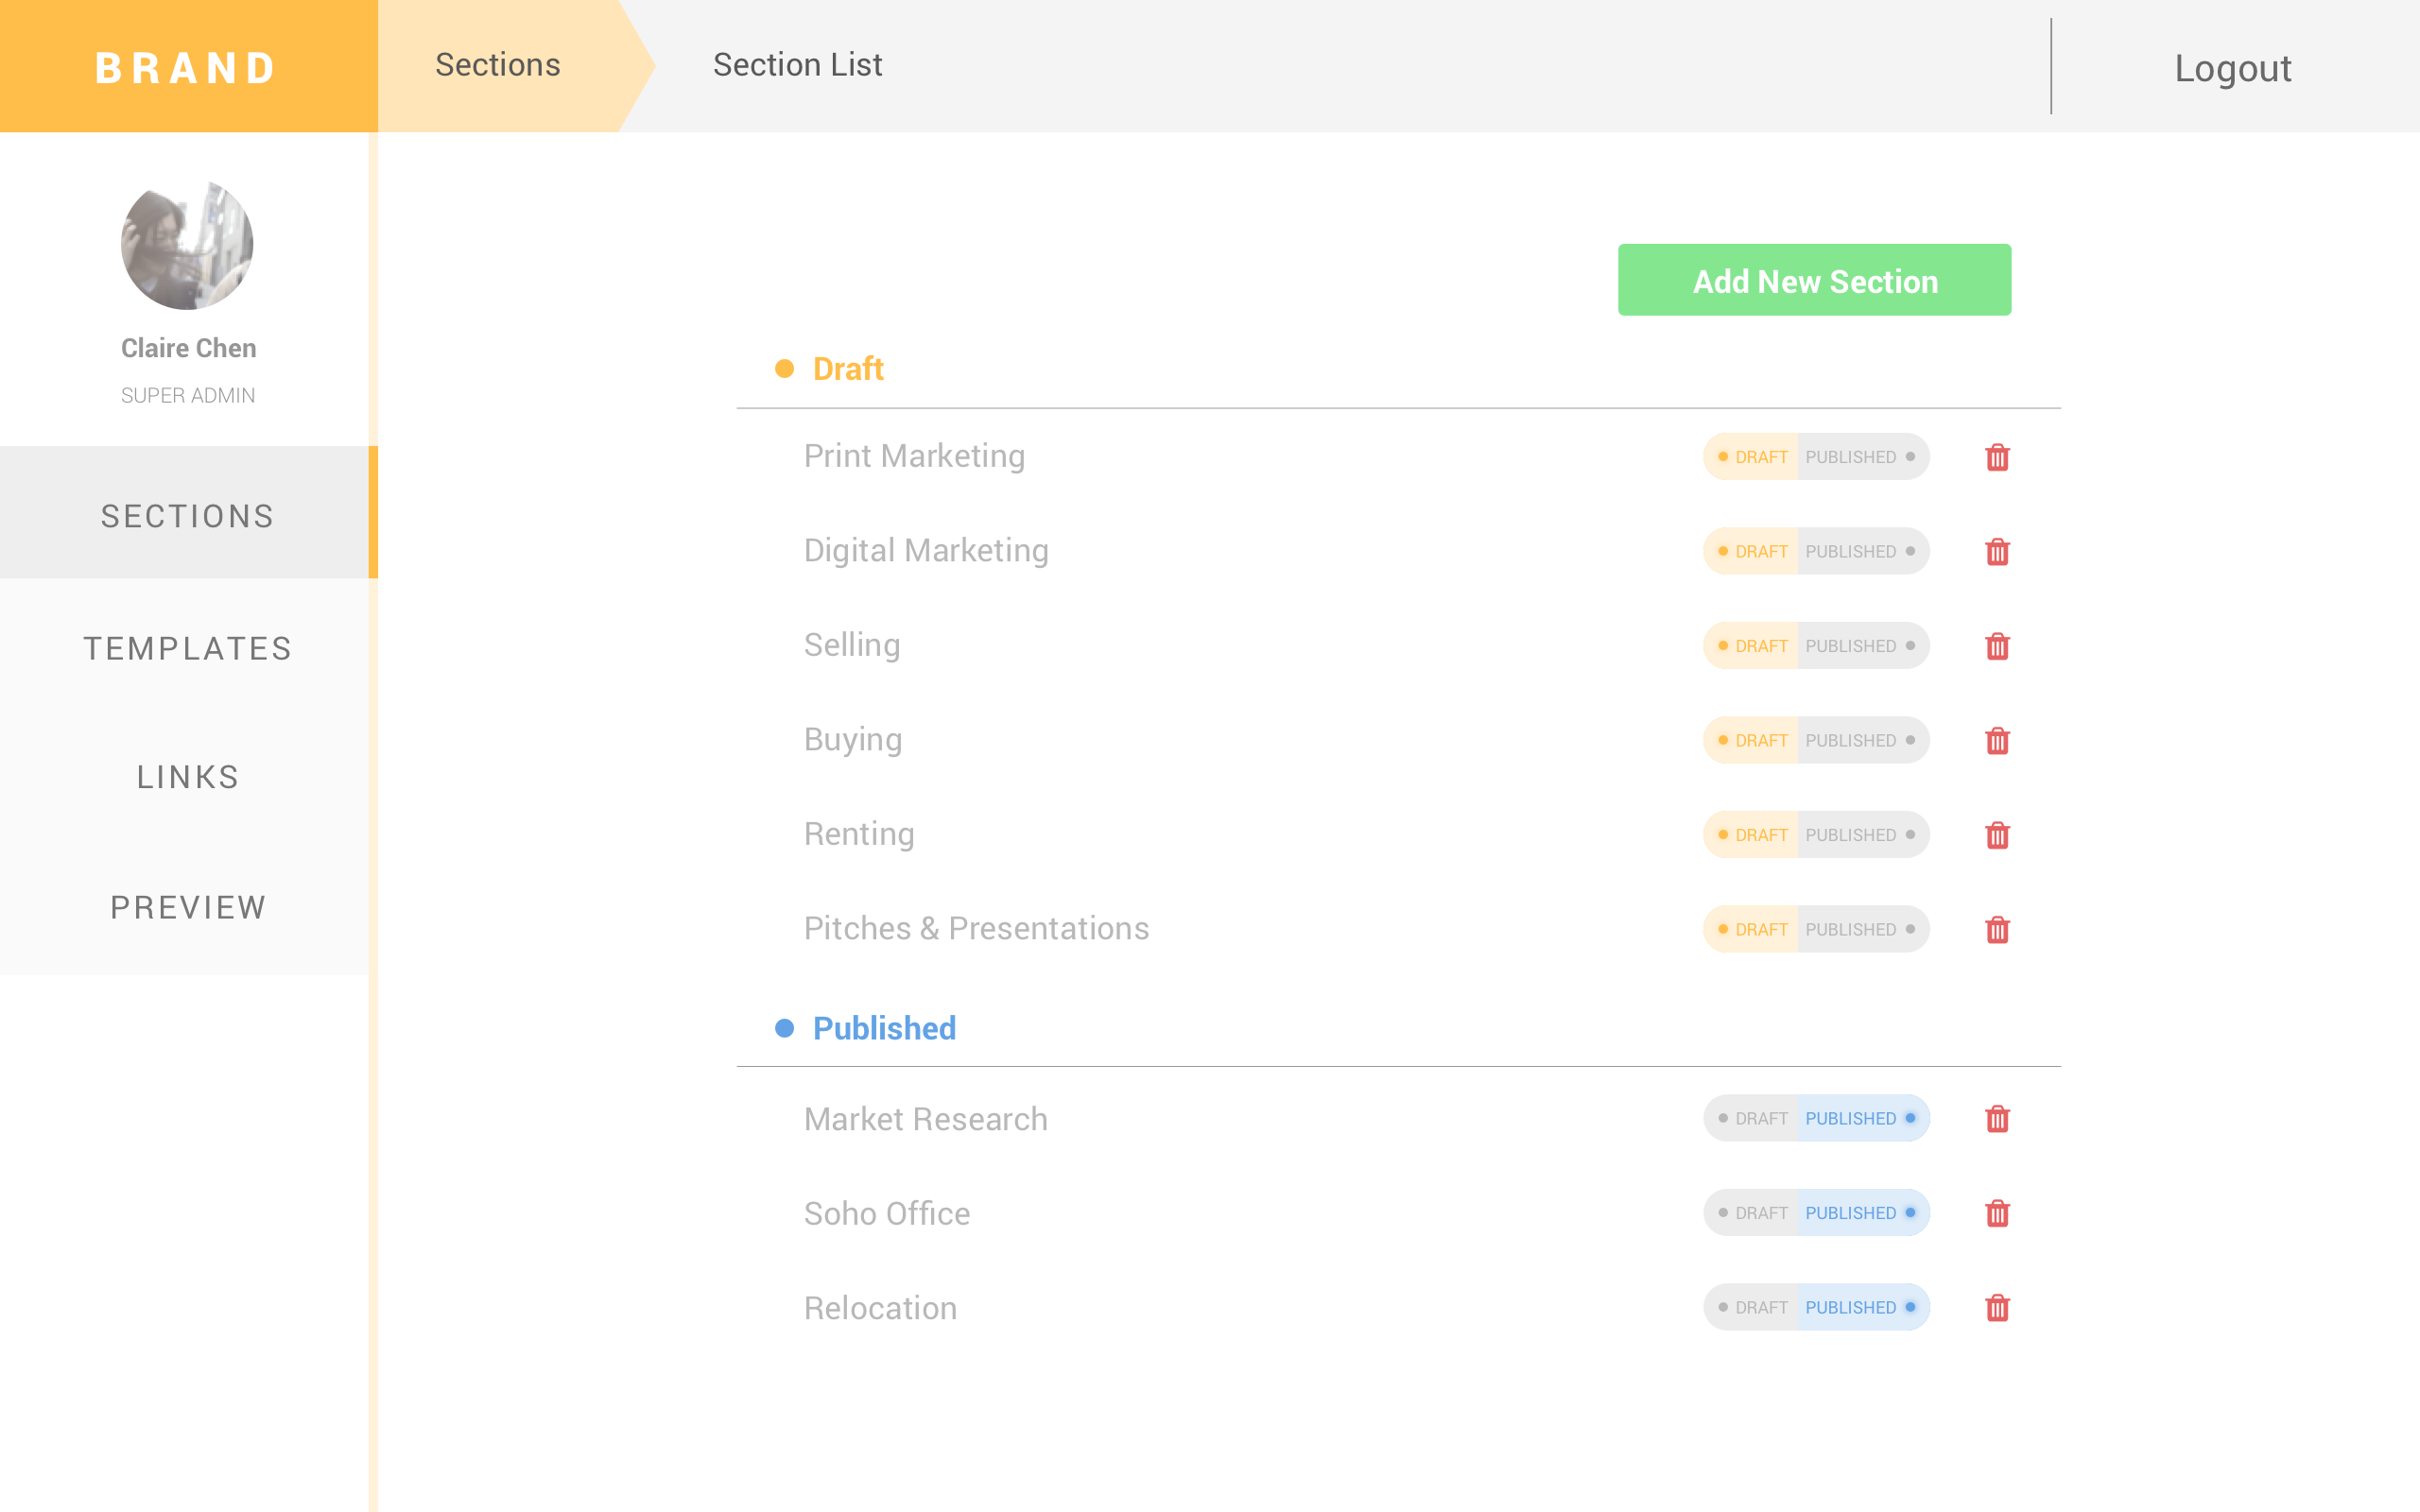 BRAND
Sections
Section List
Logout
Claire Chen
SUPER ADMIN
SECTIONS
TEMPLATES
LINKS
PREVIEW
Add New Section
Draft
Print Marketing DRAFT PUBLISHED
Digital Marketing DRAFT PUBLISHED
Selling DRAFT PUBLISHED
Buying DRAFT PUBLISHED
Renting DRAFT PUBLISHED
Pitches & Presentations DRAFT PUBLISHED
Published
Market Research DRAFT PUBLISHED
Soho Office DRAFT PUBLISHED
Relocation DRAFT PUBLISHED